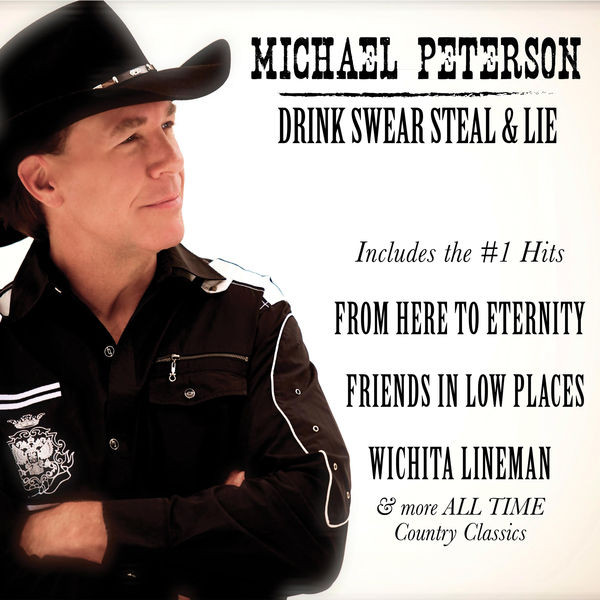 MICHAEL PETERSON
DRINK SWEAR STEAL & LIE
Includes the #1 Hits
FROM HERE TO ETERNITY
FRIENDS IN LOW PLACES
WICHITA LINEMAN
& more ALL TIME
Country Classics